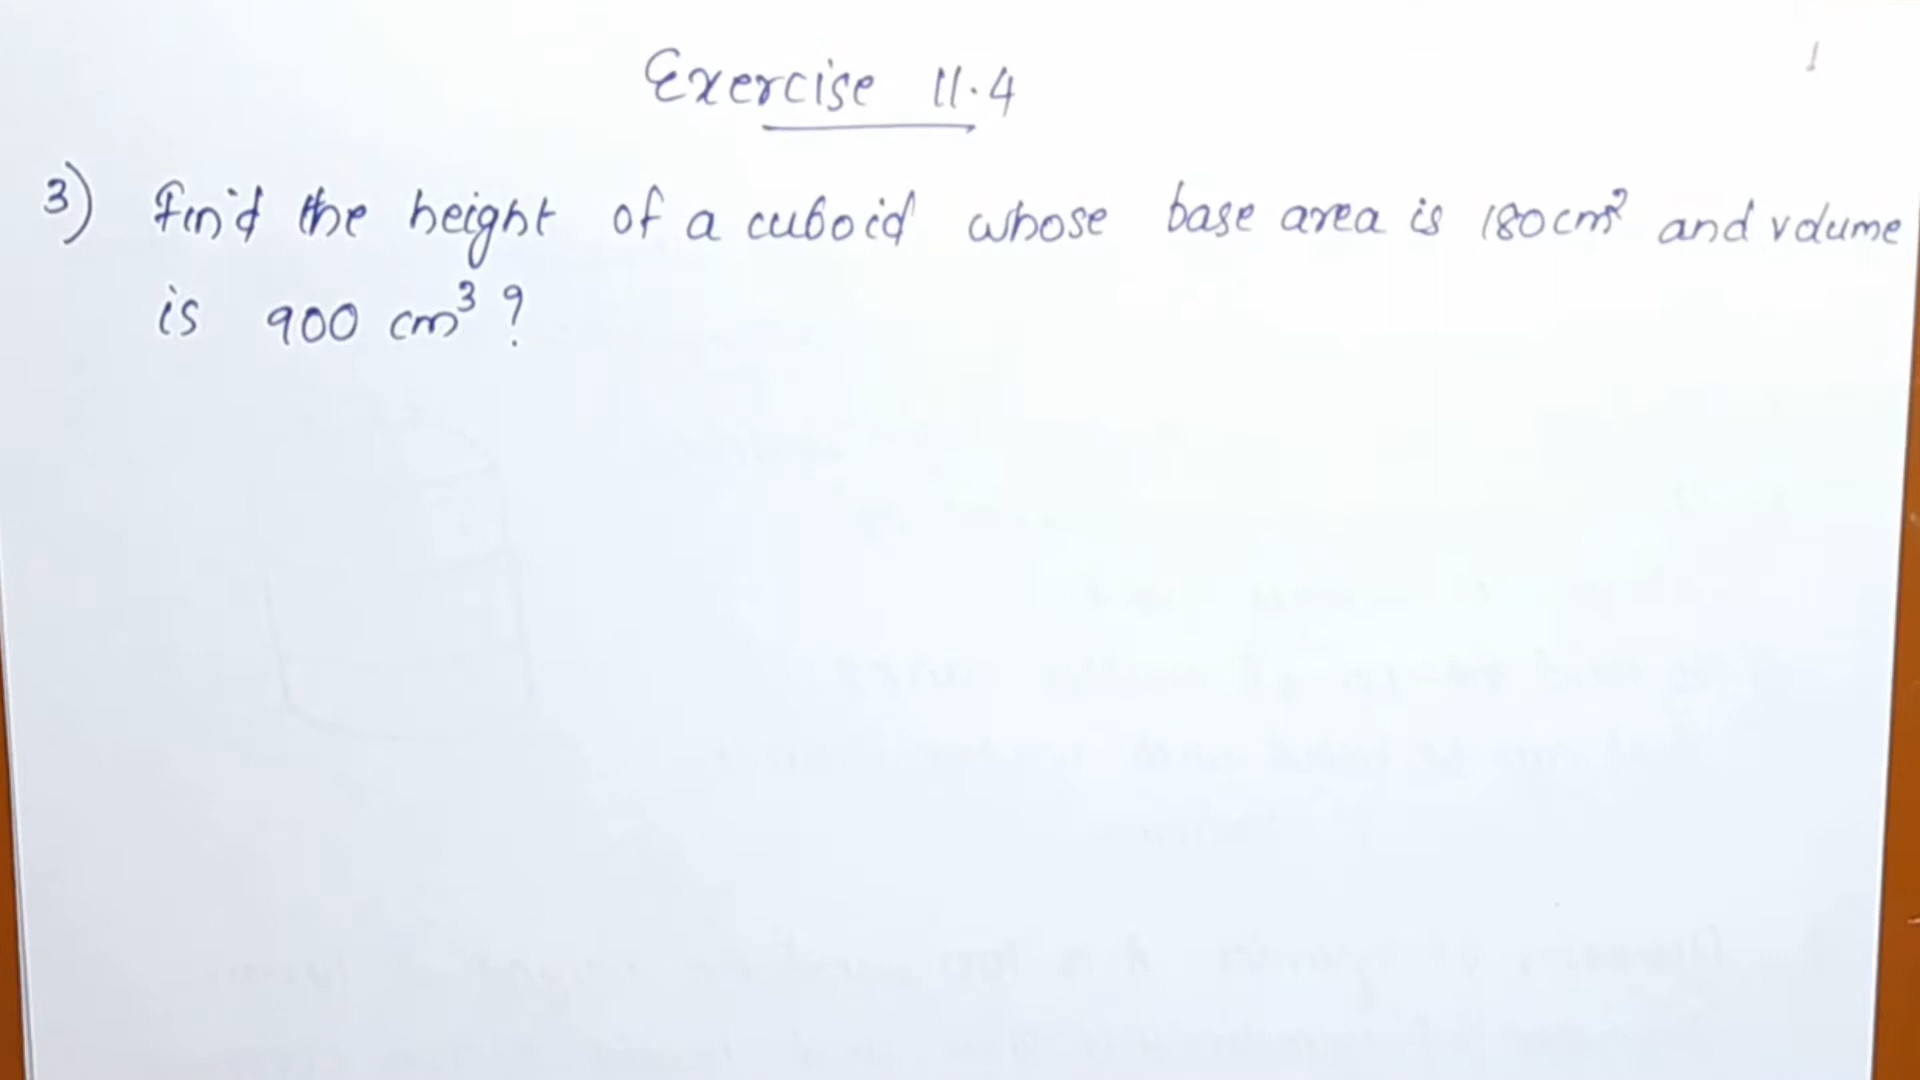 1
Exercise 11.4
3) Find the height of a cuboid whose base area is 180cm² and volume
is 900 cm³?